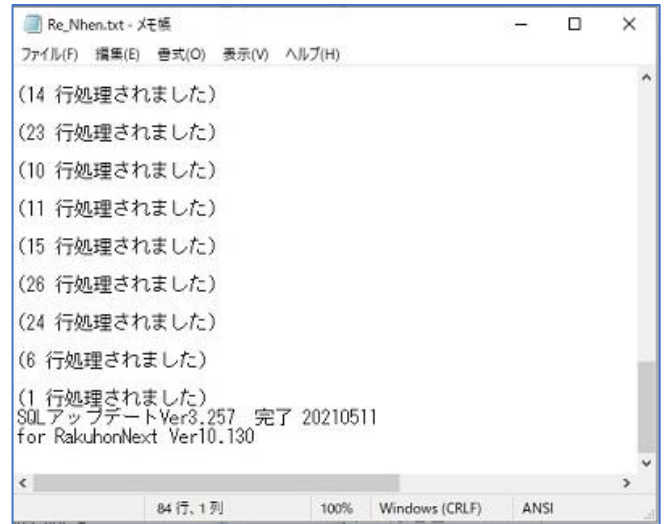 Re_Nhen.txt - メモ帳
ファイル(F) 編集(E) 書式(O) 表示(V) ヘルプ(H)
(14 行処理されました)
(23 行処理されました)
(10 行処理されました)
(11 行処理されました)
(15 行処理されました)
(26 行処理されました)
(24 行処理されました)
(6 行処理されました)
(1 行処理されました)
SQLアップデートVer3.257 完了 20210511
for RakuhonNext Ver10.130
84 行、1 列 100% Windows (CRLF) ANSI